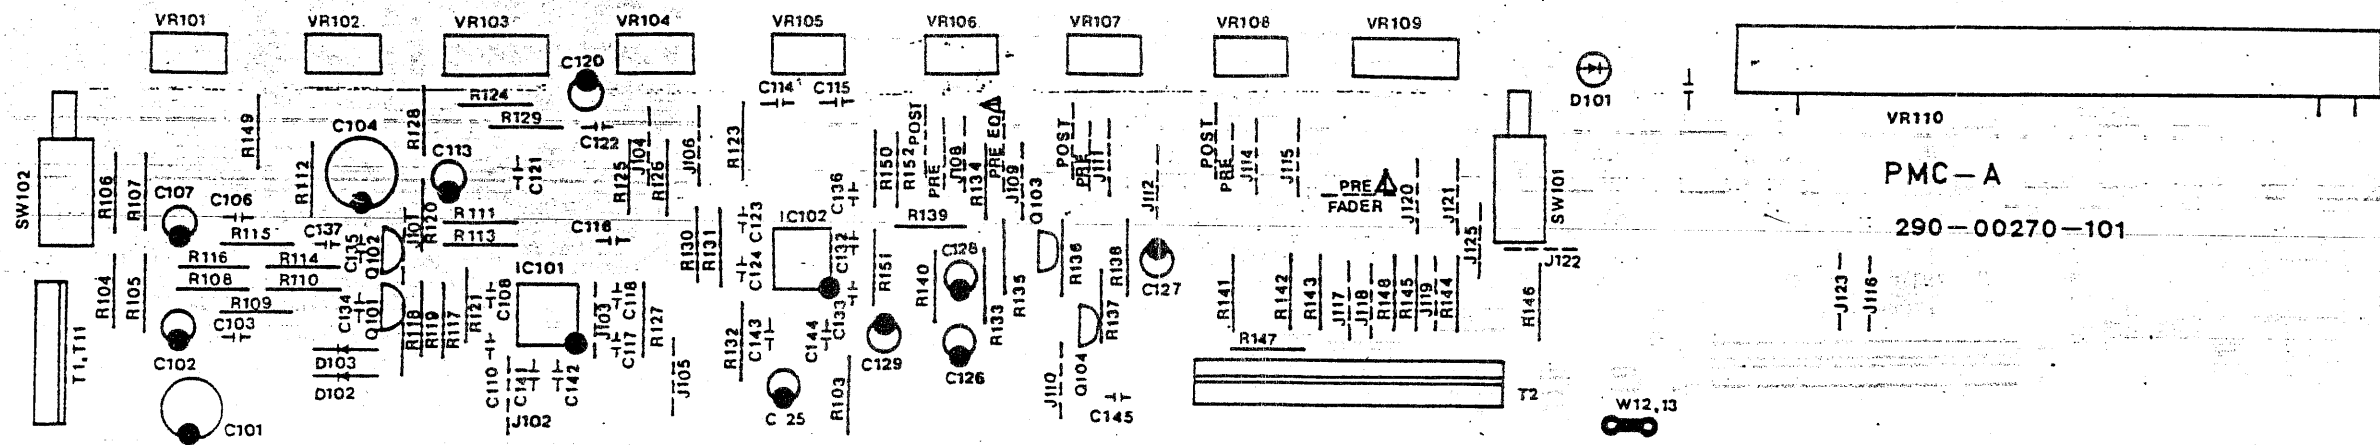 VR101
VR102
VR103
VR104
VR105
VR106
VR107
VR108
VR109
C120
D101
VR110
PMC-A
290-00270-101
R124
R129
C114
C115
C122
R149
C104
R128
C113
C121
R125
J104
R126
J106
R123
R150
R152
POST
PRE
J108
R134
PRE EQ
J109
Q103
POST
PRE
J111
J112
POST
PRE
J114
J115
PRE
FADER
J120
J121
J125
SW101
J122
SW102
R106
R107
C107
C106
R112
R115
C137
C135
Q102
J101
R120
R111
R113
C116
R130
R131
C123
C124
IC102
C136
C132
C133
R139
R151
R140
C128
R135
R133
R136
R138
C127
R104
R105
R116
R108
R114
R110
R109
C103
C102
C134
Q101
R118
R119
R117
R121
C108
IC101
J103
C118
C117
R127
R132
C143
C144
C129
C126
R137
Q104
R141
R142
R143
J117
J118
R148
R145
J119
R144
R146
J123
J116
R147
T1,T11
D103
D102
C101
C110
C141
C142
J102
J105
C 25
R103
J110
C145
T2
W12,13